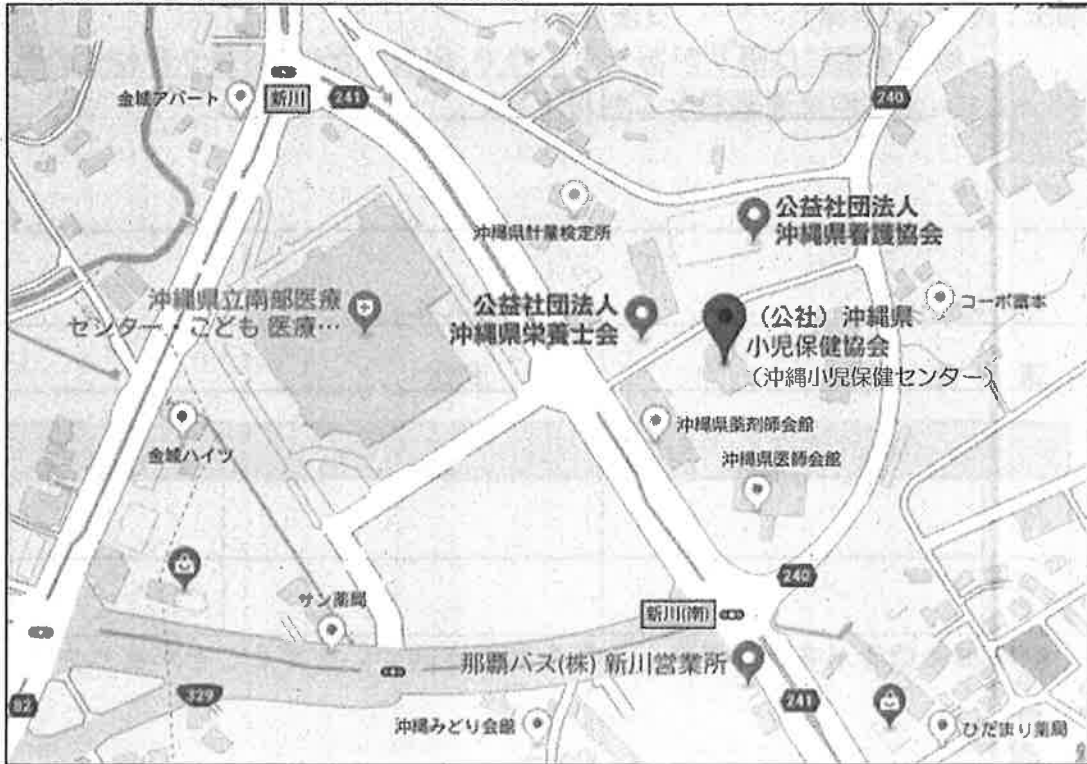 金城アパート
新川
241
240
沖縄県計量検定所
公益社団法人
沖縄県看護協会
沖縄県立南部医療
センター・こども 医療…
公益社団法人
沖縄県栄養士会
(公社) 沖縄県
小児保健協会
(沖縄小児保健センター)
コーポ富本
金城ハイツ
沖縄県薬剤師会館
沖縄県医師会館
サン薬局
240
新川(南)
那覇バス(株) 新川営業所
82
329
241
沖縄みどり会館
ひだまり薬局